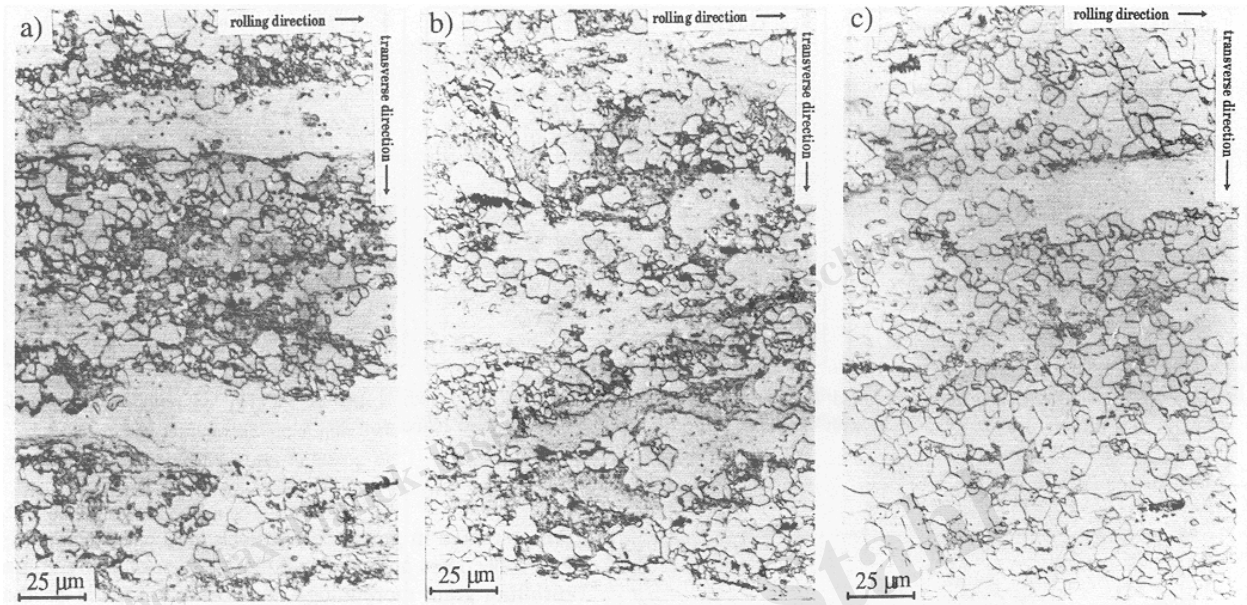 a)
rolling direction
transverse direction
25 µm
b)
rolling direction
transverse direction
25 µm
c)
rolling direction
transverse direction
25 µm